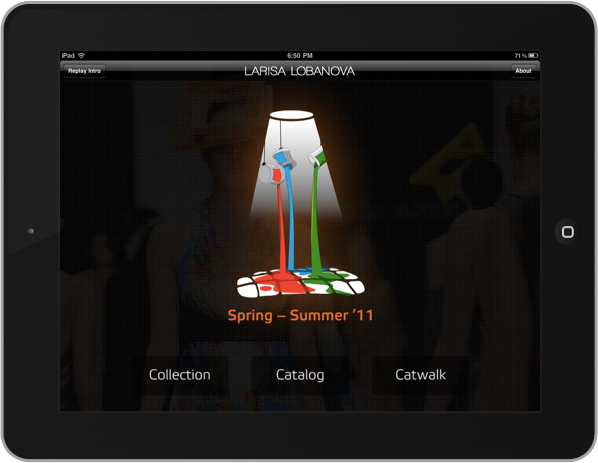 iPad 6:50 PM 71 %
Replay Intro LARISA LOBANOVA About
Spring – Summer ‘11
Collection Catalog Catwalk